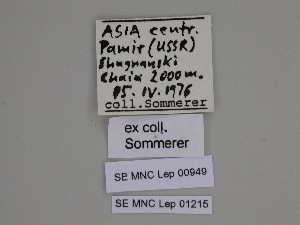 ASIA centr.
Pamir (USSR)
Shugnanski
Chain 2000m.
05. IV. 1976
coll. Sommerer
ex coll.
Sommerer
SE MNC Lep 00949
SE MNC Lep 01215